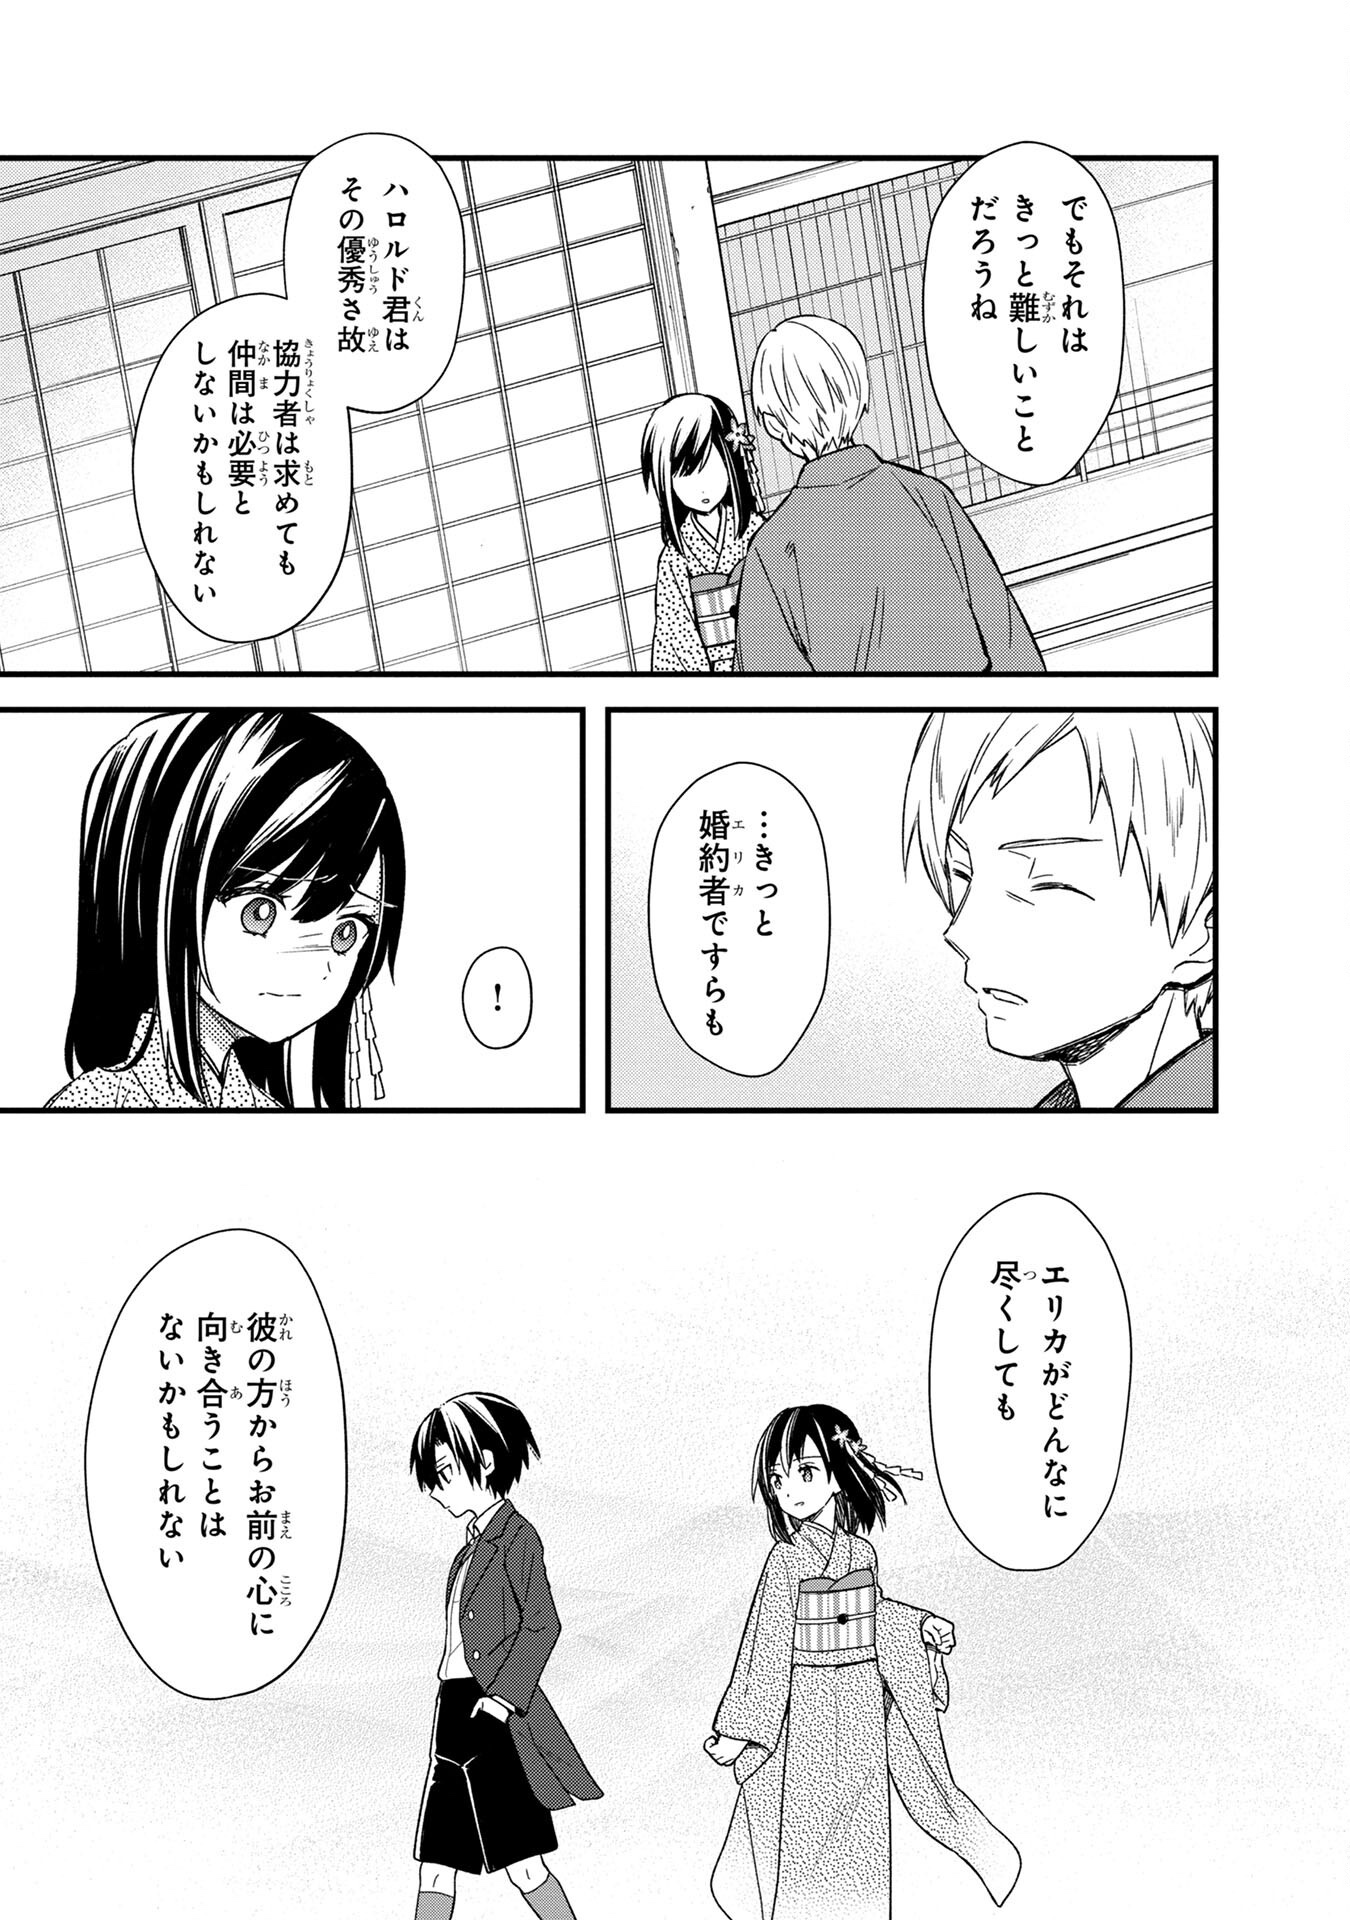 でもそれは
きっと難しいこと
だろうね
ハロルド君は
その優秀さ故
協力者は求めても
仲間は必要と
しないかもしれない
…きっと
婚約者ですらも
！
エリカがどんなに
尽くしても
彼の方からお前の心に
向き合うことは
ないかもしれない